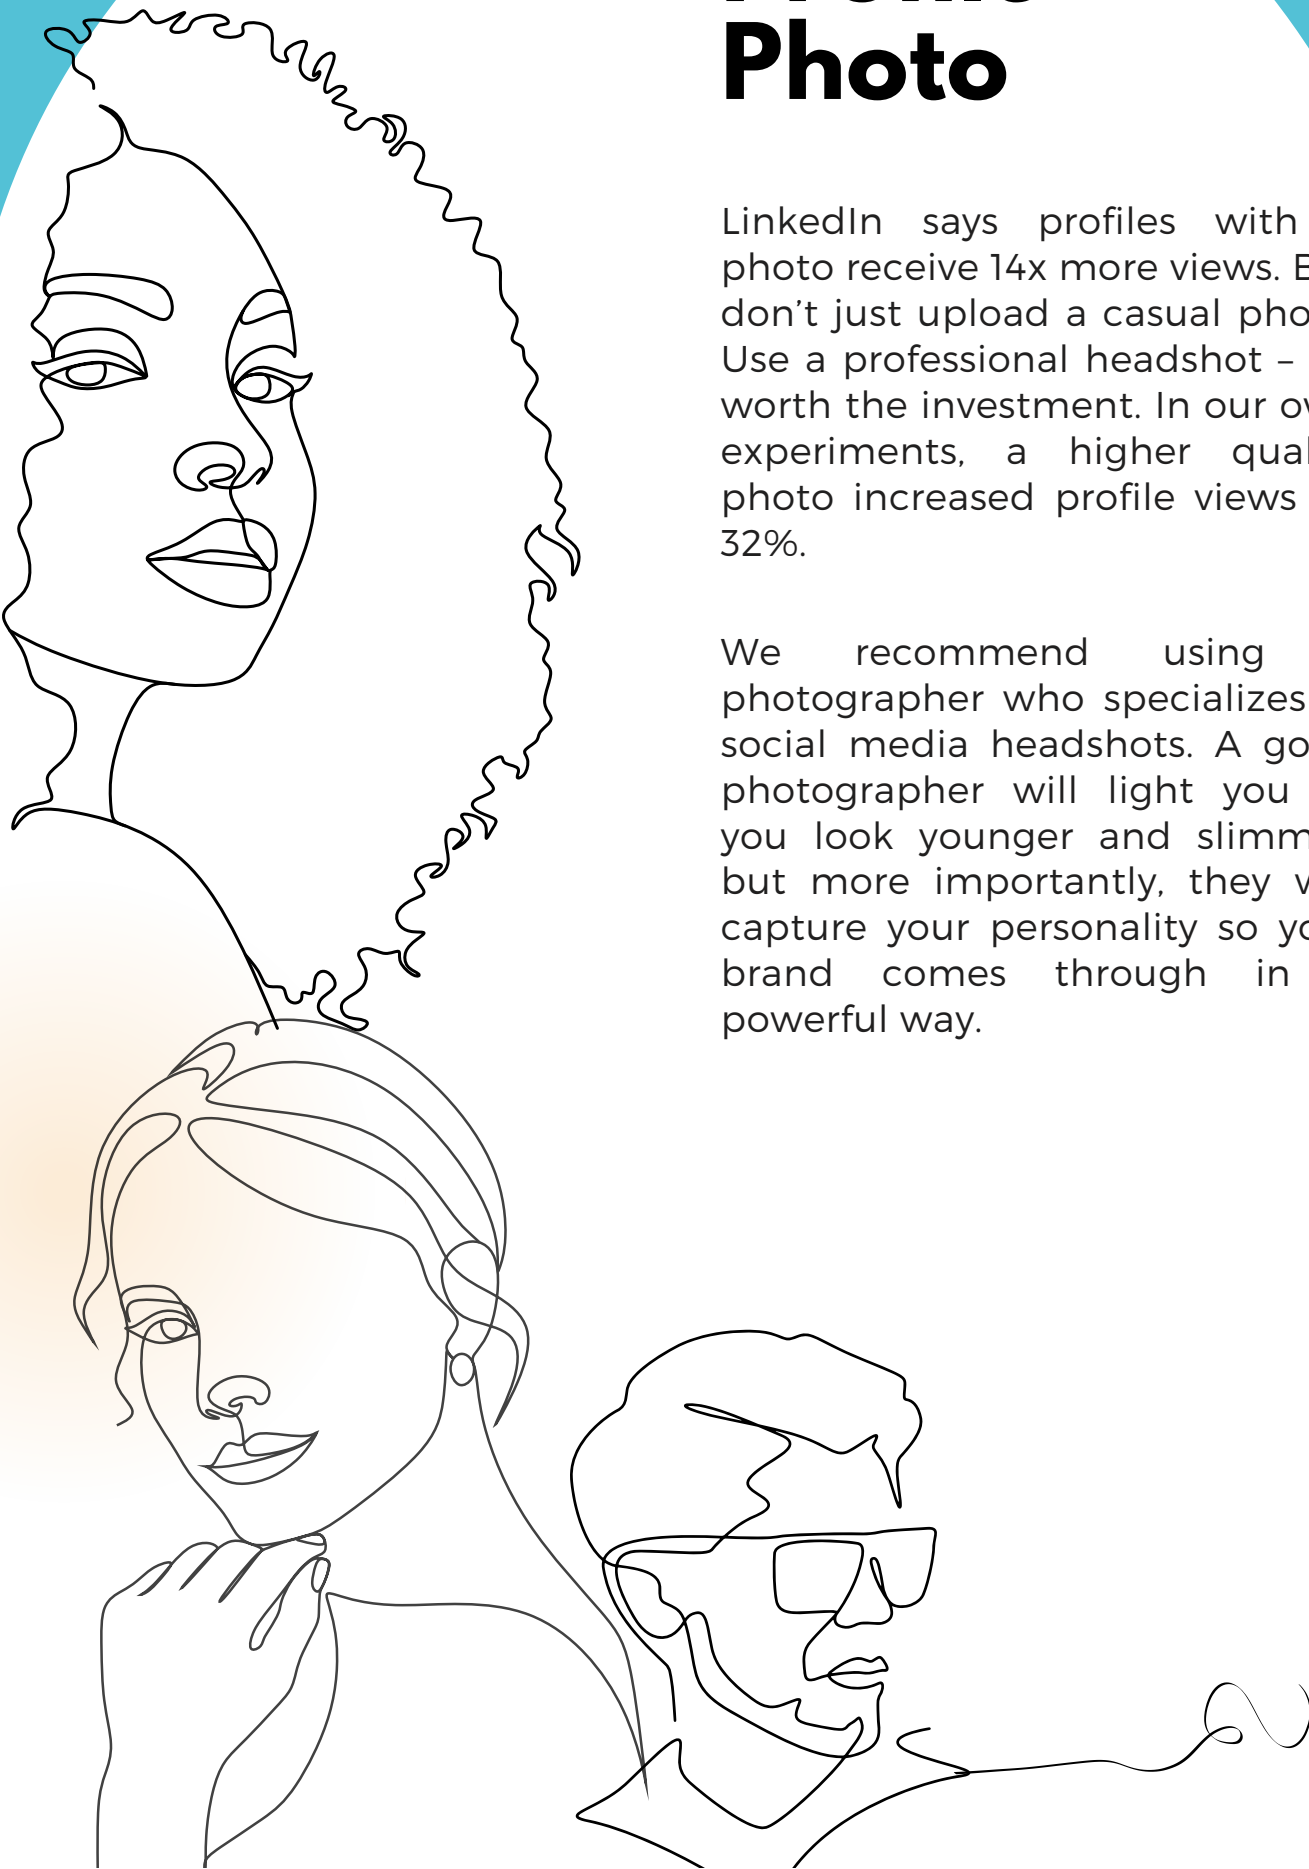 Photo
LinkedIn says profiles with
photo receive 14x more views.
don’t just upload a casual
Use a professional headshot –
worth the investment. In our
experiments, a higher
photo increased profile views
32%.
We recommend using
photographer who specializes
social media headshots. A
photographer will light you
you look younger and
but more importantly, they
capture your personality so
brand comes through in
powerful way.